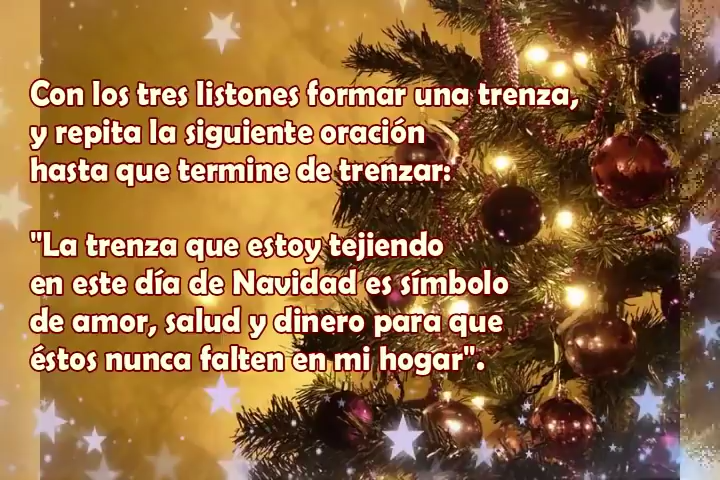 Con los tres listones formar una trenza,
y repita la siguiente oración
hasta que termine de trenzar:
"La trenza que estoy tejiendo
en este día de Navidad es símbolo
de amor, salud y dinero para que
éstos nunca falten en mi hogar".